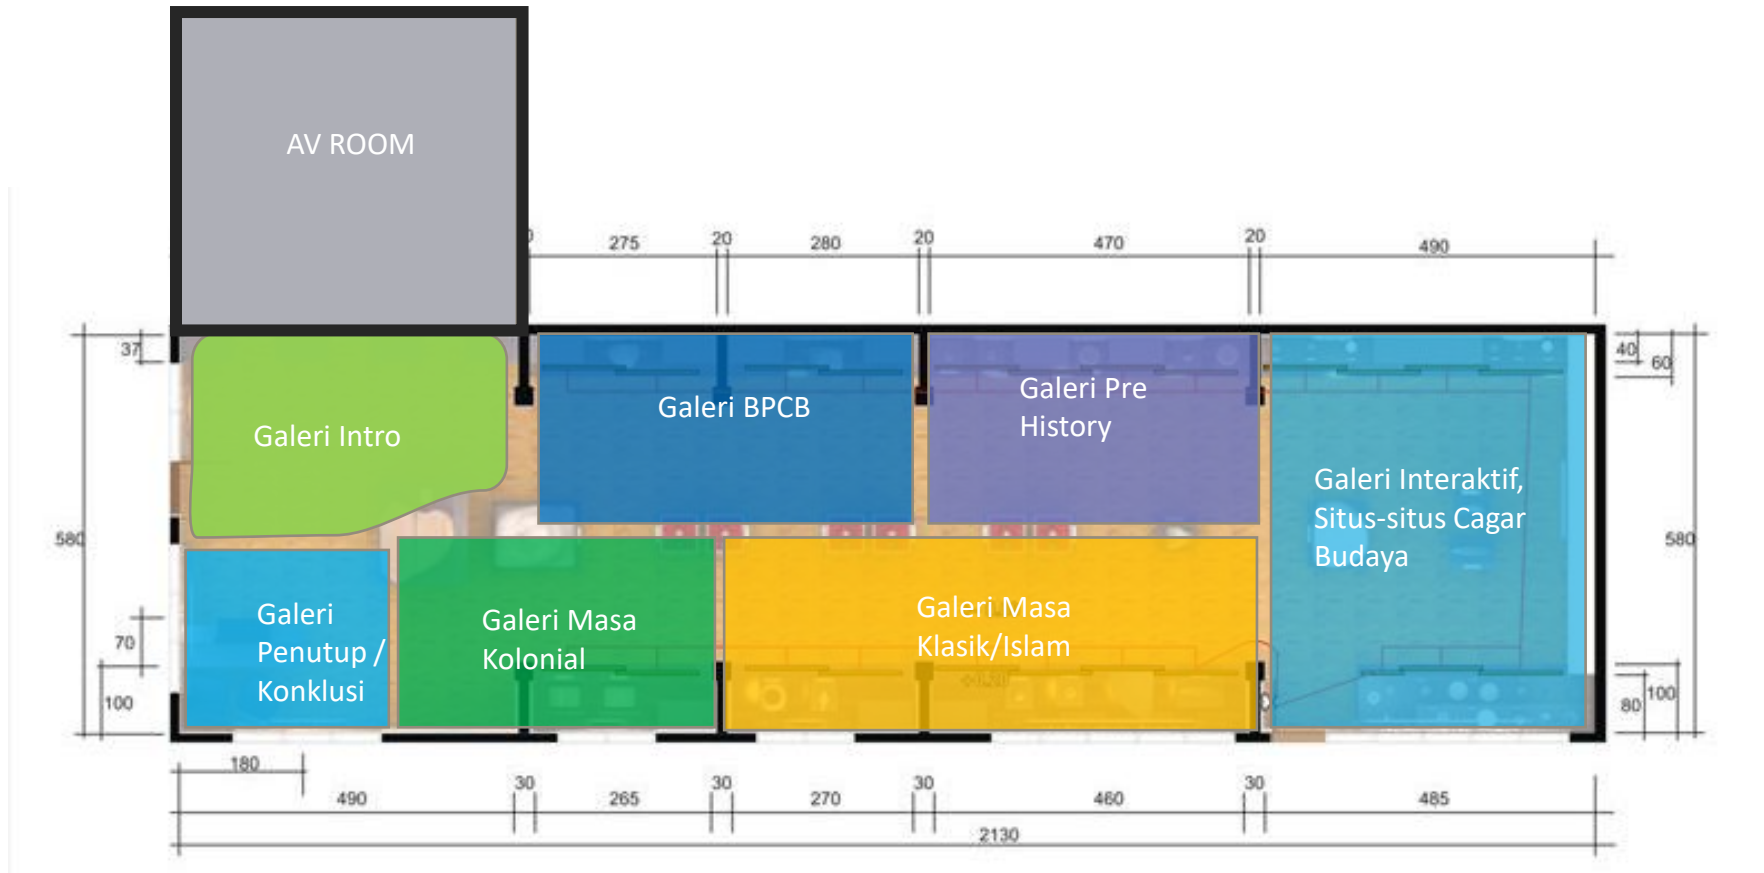 AV ROOM
275
20
280
20
470
20
490
37
40
60
Galeri Intro
Galeri BPCB
Galeri Pre
History
Galeri Interaktif,
Situs-situs Cagar
Budaya
580
580
Galeri
Penutup /
Konklusi
Galeri Masa
Kolonial
Galeri Masa
Klasik/Islam
70
100
80
100
180
490
30
265
30
270
30
460
30
485
2130